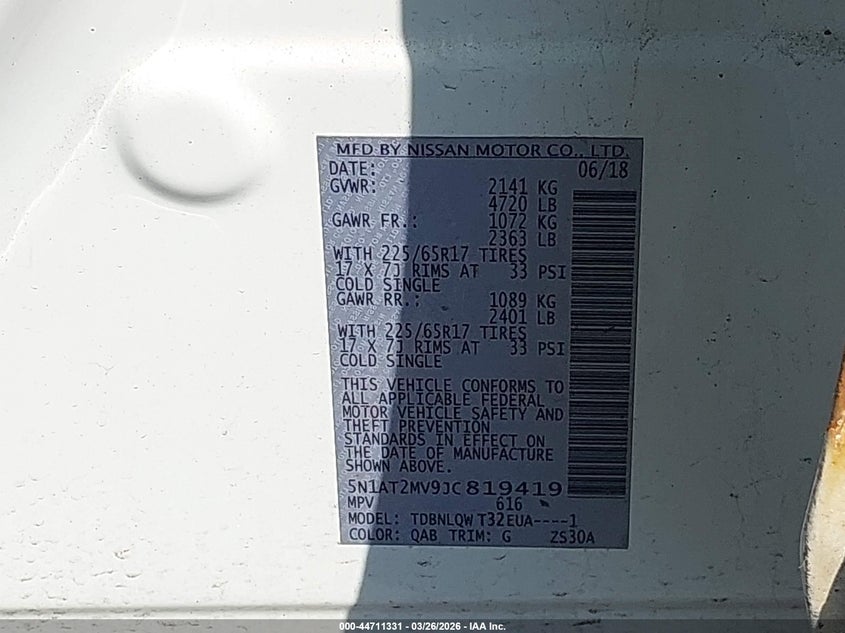 MFD BY NISSAN MOTOR CO., LTD.
DATE: 06/18
GVWR: 2141 KG
4720 LB
GAWR FR.: 1072 KG
2363 LB
WITH 225/65R17 TIRES
17 X 7J RIMS AT 33 PSI
COLD SINGLE
GAWR RR.: 1089 KG
2401 LB
WITH 225/65R17 TIRES
17 X 7J RIMS AT 33 PSI
COLD SINGLE
THIS VEHICLE CONFORMS TO
ALL APPLICABLE FEDERAL
MOTOR VEHICLE SAFETY AND
THEFT PREVENTION
STANDARDS IN EFFECT ON
THE DATE OF MANUFACTURE
SHOWN ABOVE.
5N1AT2MV9JC819419
MPV 616
MODEL: TDBNLQW T32EUA----1
COLOR: QAB TRIM: G ZS30A
000-44711331 - 03/26/2026 - IAA Inc.